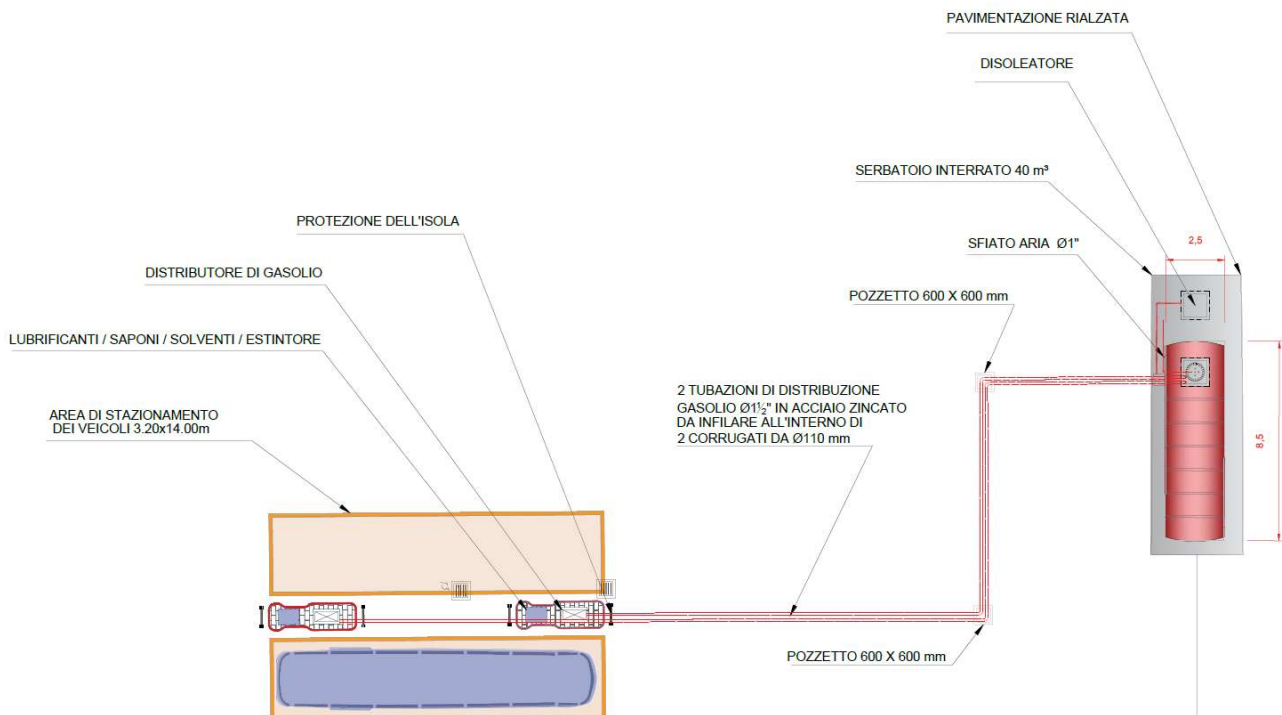 PAVIMENTAZIONE RIALZATA
DISOLEATORE
SERBATOIO INTERRATO 40 m³
PROTEZIONE DELL'ISOLA
SFIATO ARIA Ø1"
2,5
DISTRIBUTORE DI GASOLIO
POZZETTO 600 X 600 mm
LUBRIFICANTI / SAPONI / SOLVENTI / ESTINTORE
2 TUBAZIONI DI DISTRIBUZIONE
GASOLIO Ø1½" IN ACCIAIO ZINCATO
DA INFILARE ALL'INTERNO DI
2 CORRUGATI DA Ø110 mm
AREA DI STAZIONAMENTO
DEI VEICOLI 3.20x14.00m
8,5
POZZETTO 600 X 600 mm